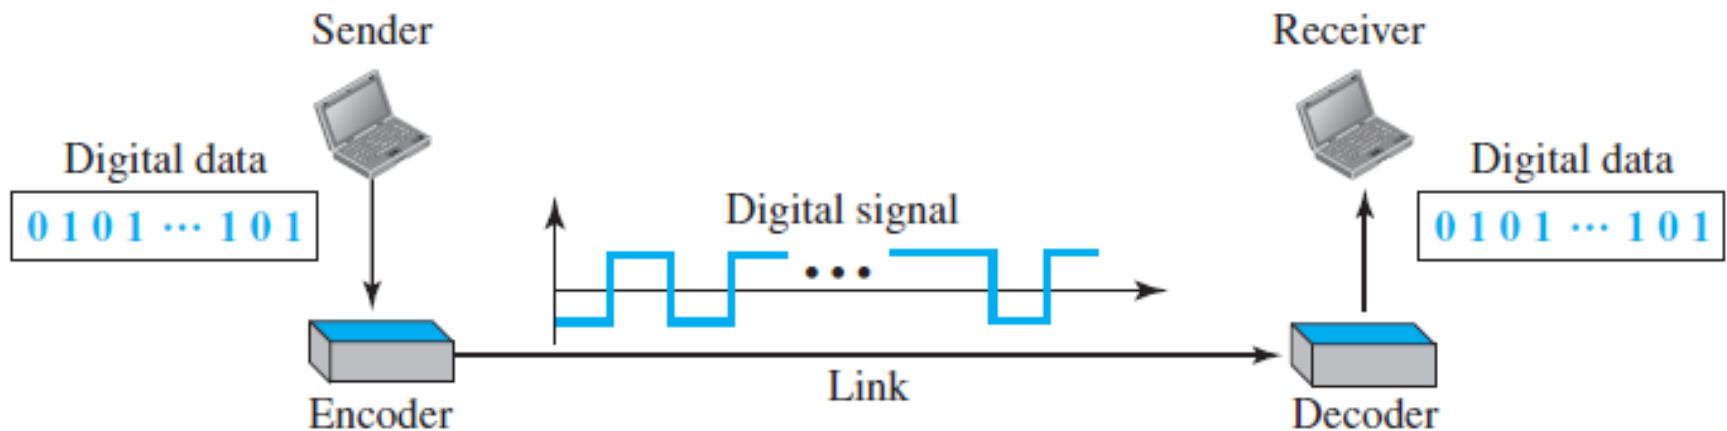 Sender
Receiver
Digital data
Digital data
0 1 0 1 ··· 1 0 1
Digital signal
0 1 0 1 ··· 1 0 1
Link
Encoder
Decoder